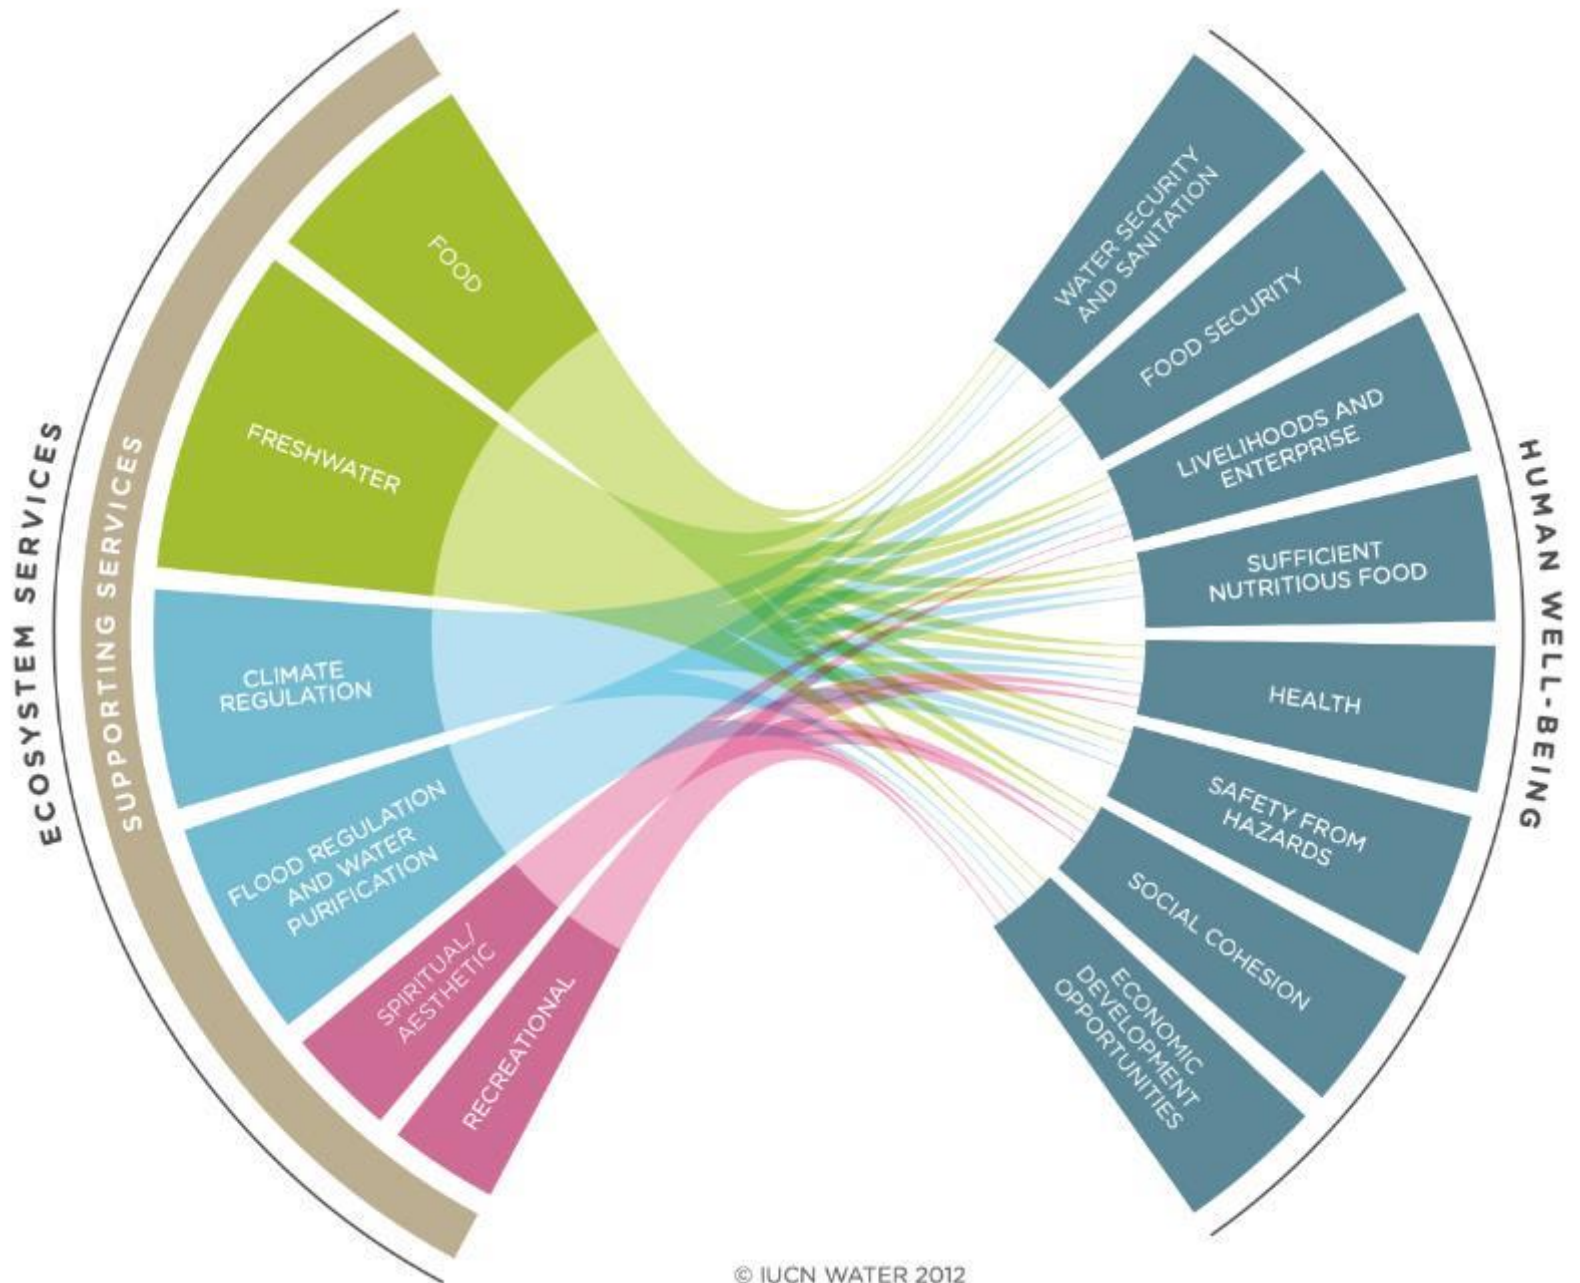 ECOSYSTEM SERVICES
SUPPORTING SERVICES
FOOD
FRESHWATER
CLIMATE
REGULATION
FLOOD REGULATION
AND WATER
PURIFICATION
SPIRITUAL/
AESTHETIC
RECREATIONAL
WATER SECURITY
AND SANITATION
FOOD SECURITY
LIVELIHOODS AND
ENTERPRISE
SUFFICIENT
NUTRITIOUS FOOD
HEALTH
SAFETY FROM
HAZARDS
SOCIAL COHESION
ECONOMIC
DEVELOPMENT
OPPORTUNITIES
HUMAN WELL-BEING
© IUCN WATER 2012